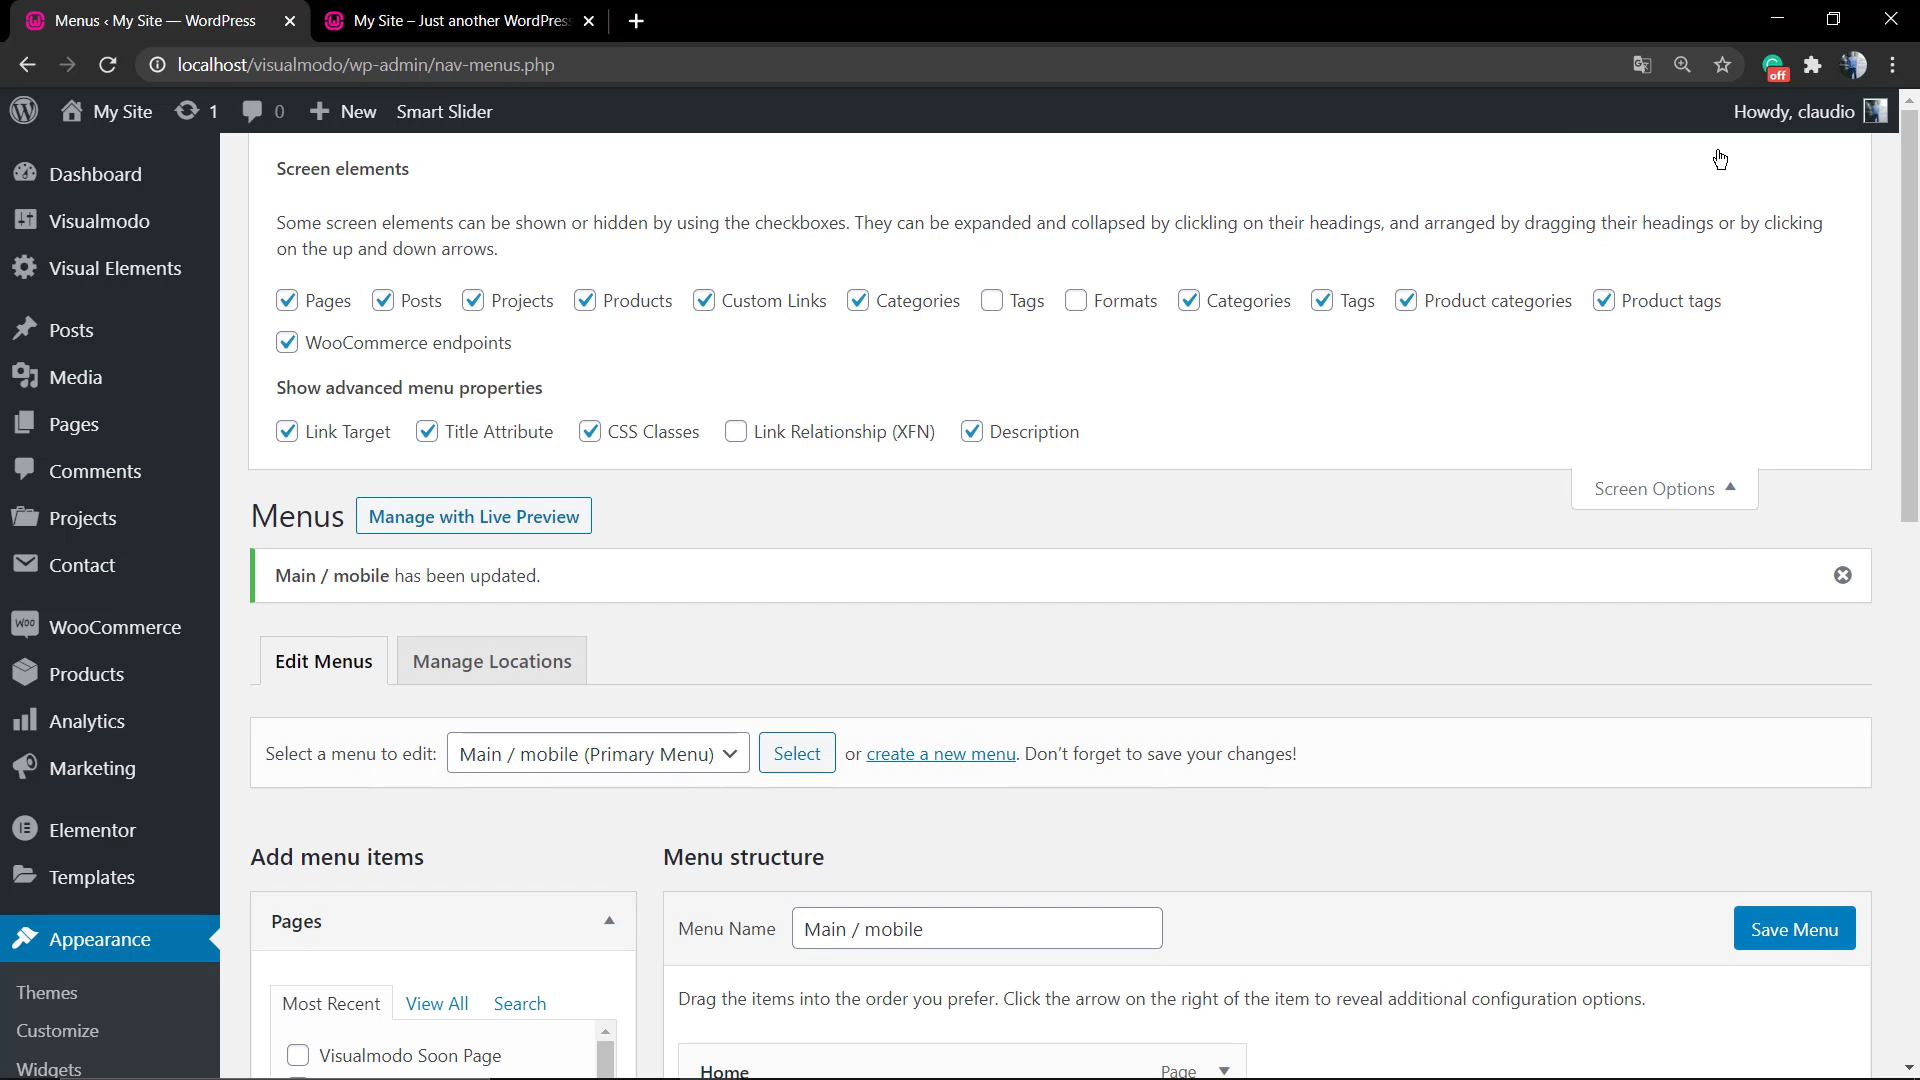 Menus ‹ My Site — WordPress
My Site – Just another WordPress
localhost/visualmodo/wp-admin/nav-menus.php
off
My Site
1
0
New
Smart Slider
Howdy, claudio
Dashboard
Visualmodo
Visual Elements
Posts
Media
Pages
Comments
Projects
Contact
Woo
WooCommerce
Products
Analytics
Marketing
Elementor
Templates
Appearance
Themes
Customize
Widgets
Screen elements
Some screen elements can be shown or hidden by using the checkboxes. They can be expanded and collapsed by clickling on their headings, and arranged by dragging their headings or by clicking
on the up and down arrows.
Pages Posts Projects Products Custom Links Categories Tags Formats Categories Tags Product categories Product tags
WooCommerce endpoints
Show advanced menu properties
Link Target Title Attribute CSS Classes Link Relationship (XFN) Description
Screen Options
Menus Manage with Live Preview
Main / mobile has been updated.
Edit Menus Manage Locations
Select a menu to edit: Main / mobile (Primary Menu) Select or create a new menu. Don’t forget to save your changes!
Add menu items
Pages
Most Recent View All Search
Visualmodo Soon Page
Menu structure
Menu Name Main / mobile Save Menu
Drag the items into the order you prefer. Click the arrow on the right of the item to reveal additional configuration options.
Home Page